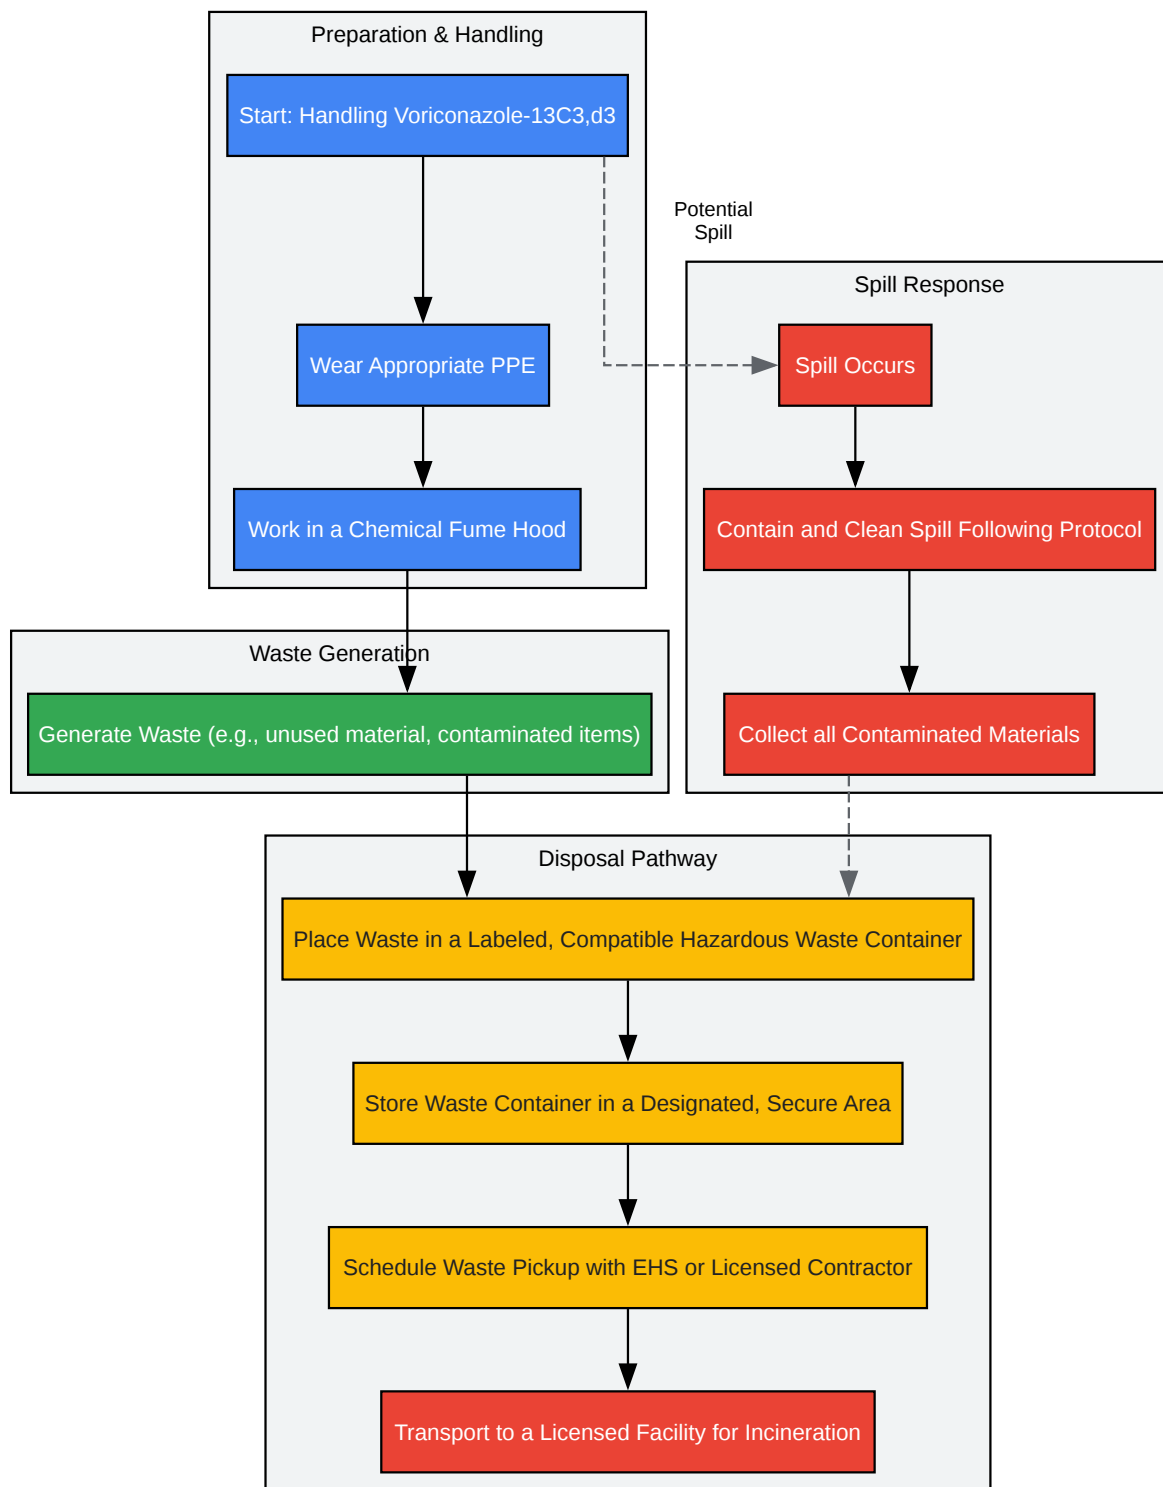 Preparation & Handling
Start: Handling Voriconazole-13C3,d3
Potential
Spill
Spill Response
Wear Appropriate PPE
Spill Occurs
Work in a Chemical Fume Hood
Contain and Clean Spill Following Protocol
Waste Generation
Generate Waste (e.g., unused material, contaminated items)
Collect all Contaminated Materials
Disposal Pathway
Place Waste in a Labeled, Compatible Hazardous Waste Container
Store Waste Container in a Designated, Secure Area
Schedule Waste Pickup with EHS or Licensed Contractor
Transport to a Licensed Facility for Incineration